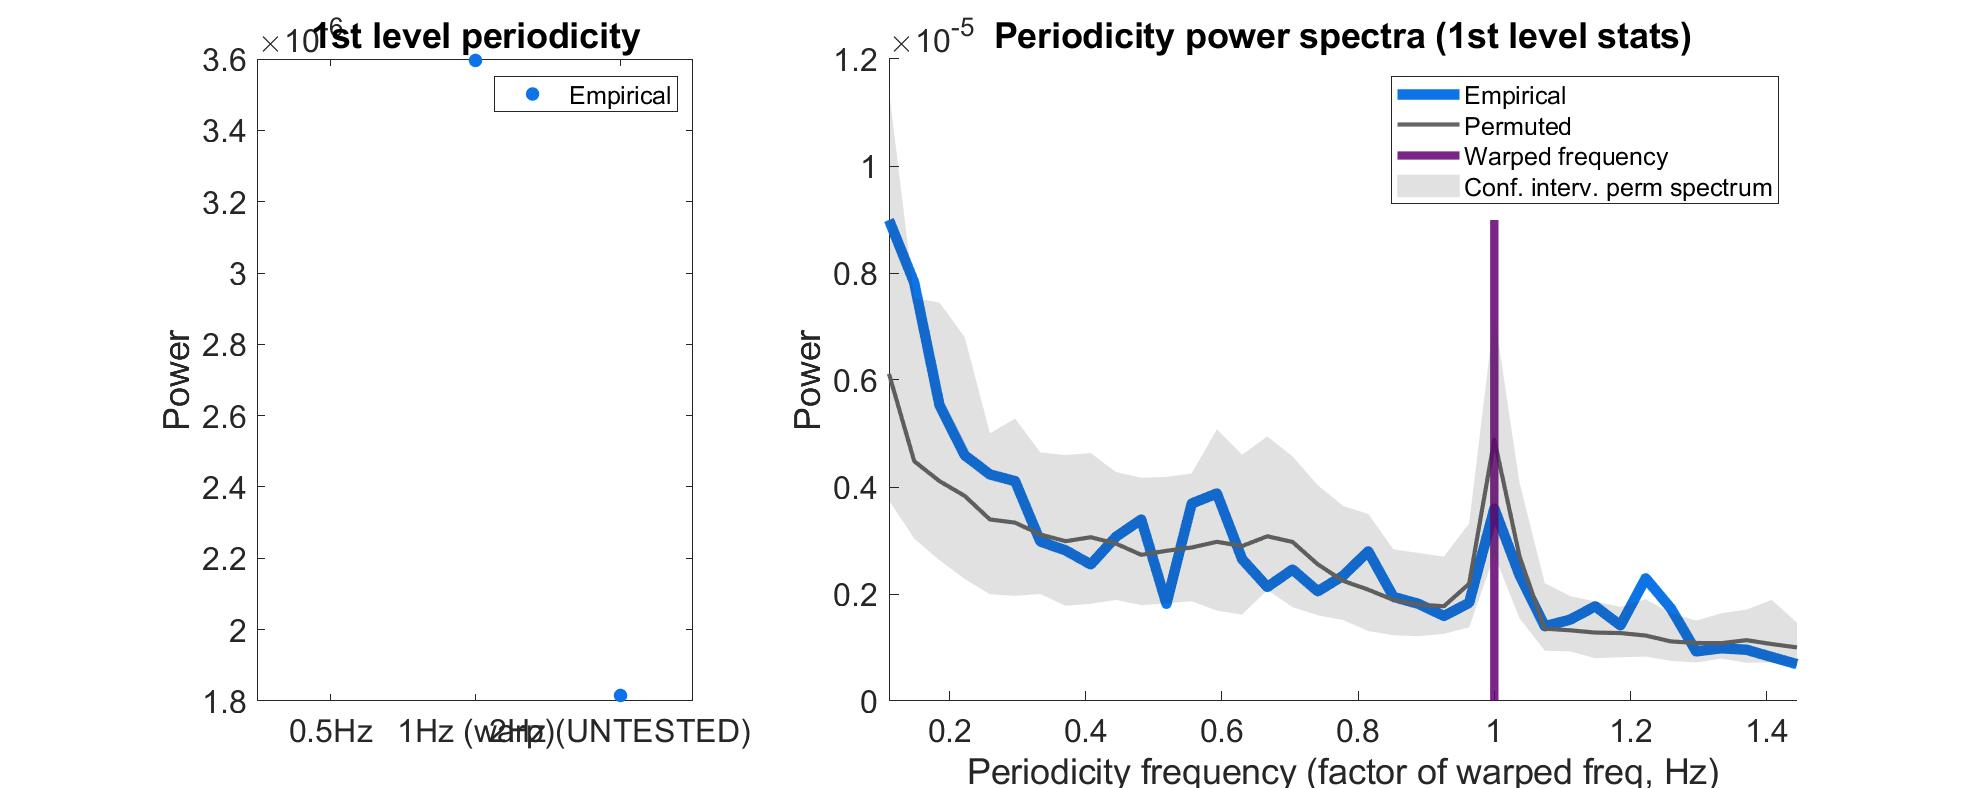 ×10-6
1st level periodicity
Empirical
3.6
3.4
3.2
3
2.8
2.6
2.4
2.2
2
1.8
Power
0.5Hz 1Hz (warp) 2Hz (UNTESTED)
×10-5
Periodicity power spectra (1st level stats)
Empirical
Permuted
Warped frequency
Conf. interv. perm spectrum
1.2
1
0.8
0.6
0.4
0.2
0
Power
0.2 0.4 0.6 0.8 1 1.2 1.4
Periodicity frequency (factor of warped freq, Hz)